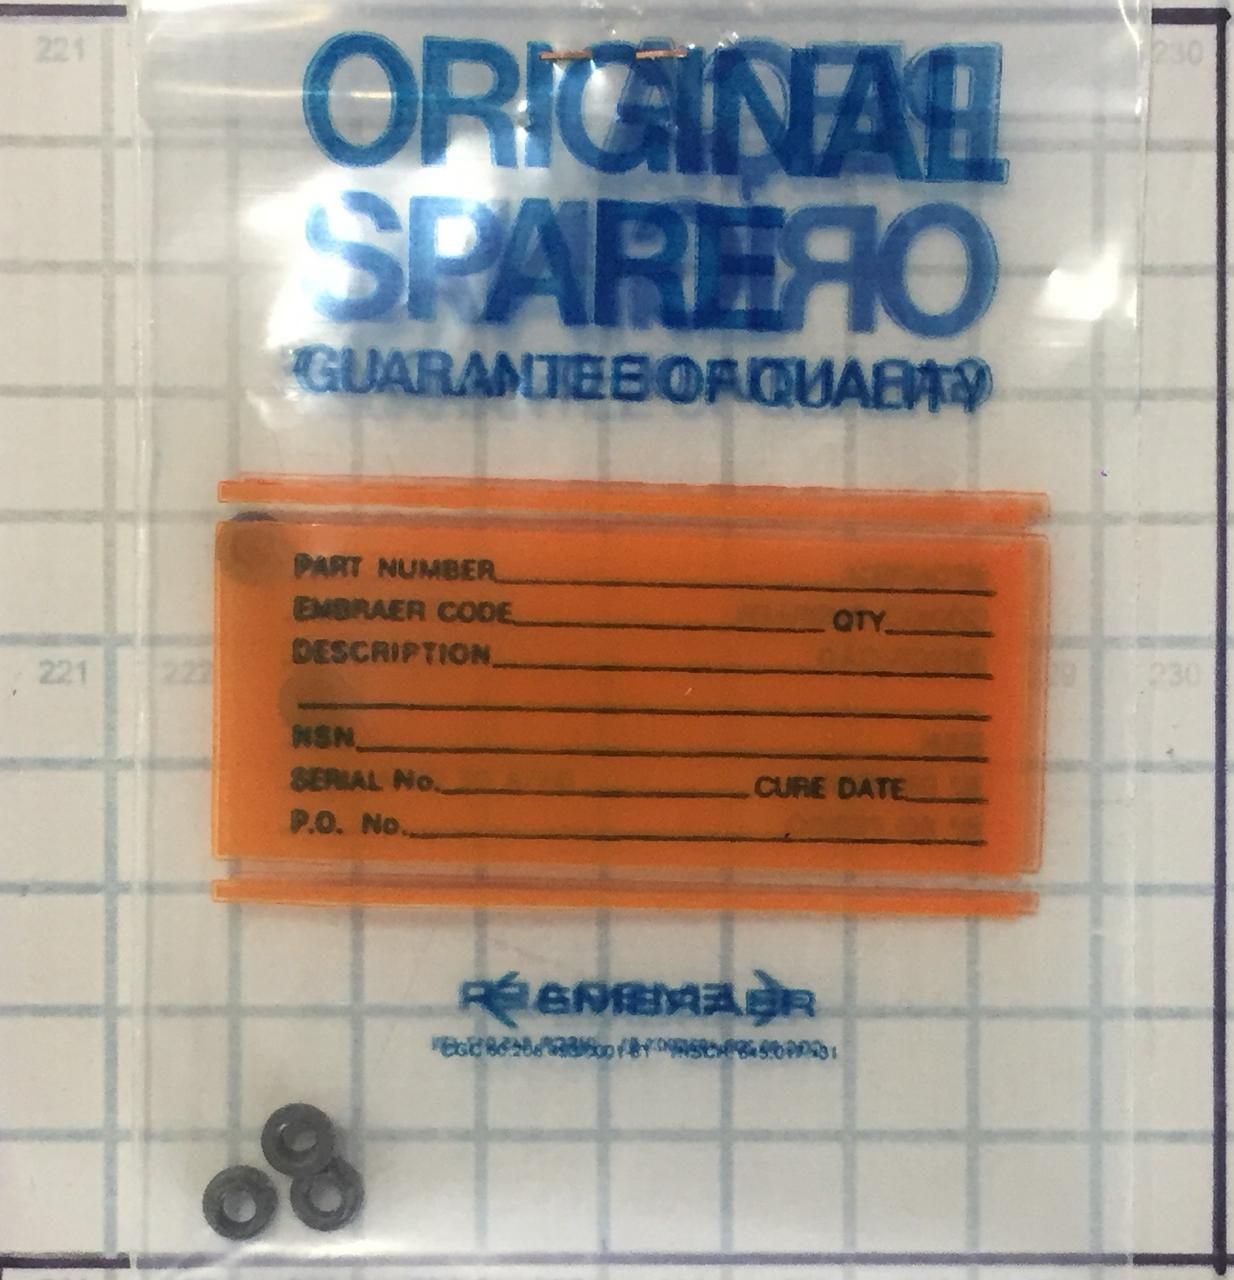 221 230
ORIGINAL
SPARE
GUARANTEE OF QUALITY
PART NUMBER
EMBRAER CODE QTY
DESCRIPTION
221 222 230
NSN
SERIAL No. CURE DATE
P.O. No.
EMBRAER